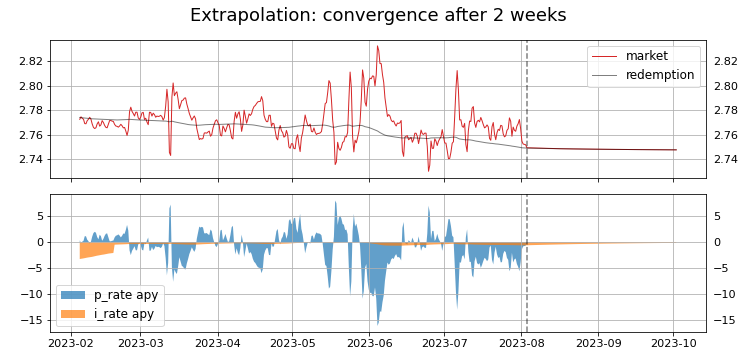 Extrapolation: convergence after 2 weeks
market
redemption
2.82 2.82
2.80 2.80
2.78 2.78
2.76 2.76
2.74 2.74
5 5
0 0
−5 −5
−10 −10
−15 −15
p_rate apy
i_rate apy
2023-02 2023-03 2023-04 2023-05 2023-06 2023-07 2023-08 2023-09 2023-10